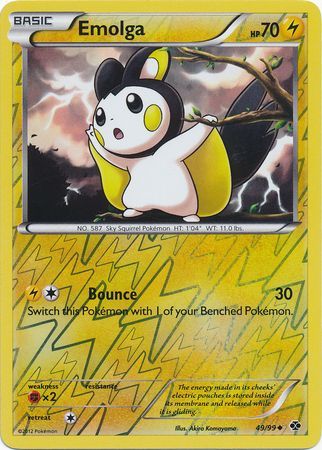 BASIC
Emolga
HP 70
NO. 587 Sky Squirrel Pokémon HT: 1'04" WT: 11.0 lbs.
Bounce 30
Switch this Pokémon with 1 of your Benched Pokémon.
weakness resistance
×2
retreat
The energy made in its cheeks'
electric pouches is stored inside
its membrane and released while
it is gliding.
©2012 Pokémon
Illus. Akira Komayama
49/99